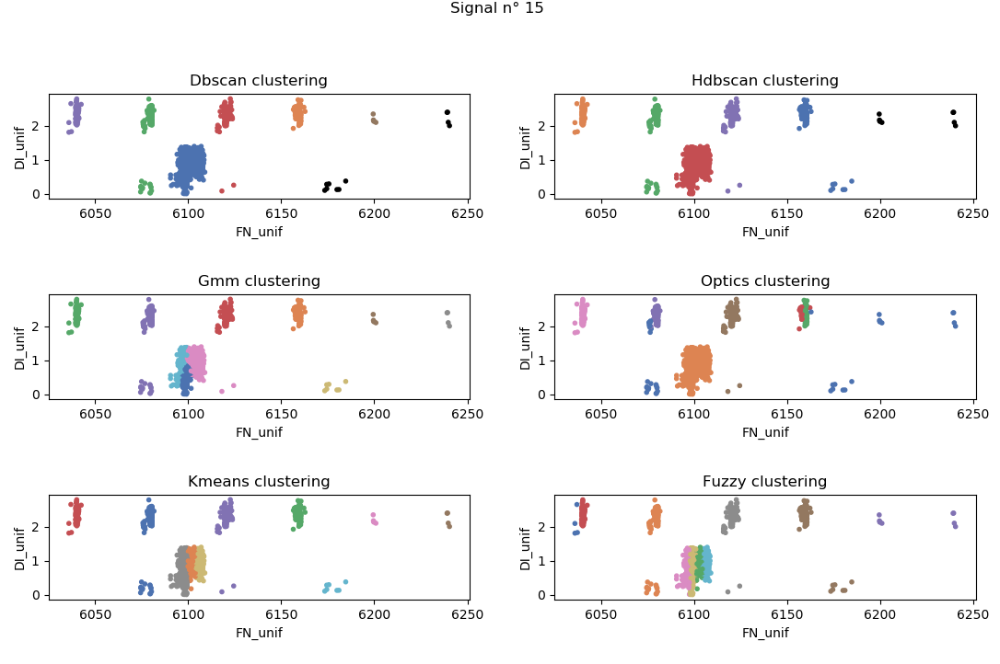 Signal n° 15
Dbscan clustering
Hdbscan clustering
DI_unif
2
1
0
6050 6100 6150 6200 6250
FN_unif
DI_unif
2
1
0
6050 6100 6150 6200 6250
FN_unif
Gmm clustering
Optics clustering
DI_unif
2
1
0
6050 6100 6150 6200 6250
FN_unif
DI_unif
2
1
0
6050 6100 6150 6200 6250
FN_unif
Kmeans clustering
Fuzzy clustering
DI_unif
2
1
0
6050 6100 6150 6200 6250
FN_unif
DI_unif
2
1
0
6050 6100 6150 6200 6250
FN_unif